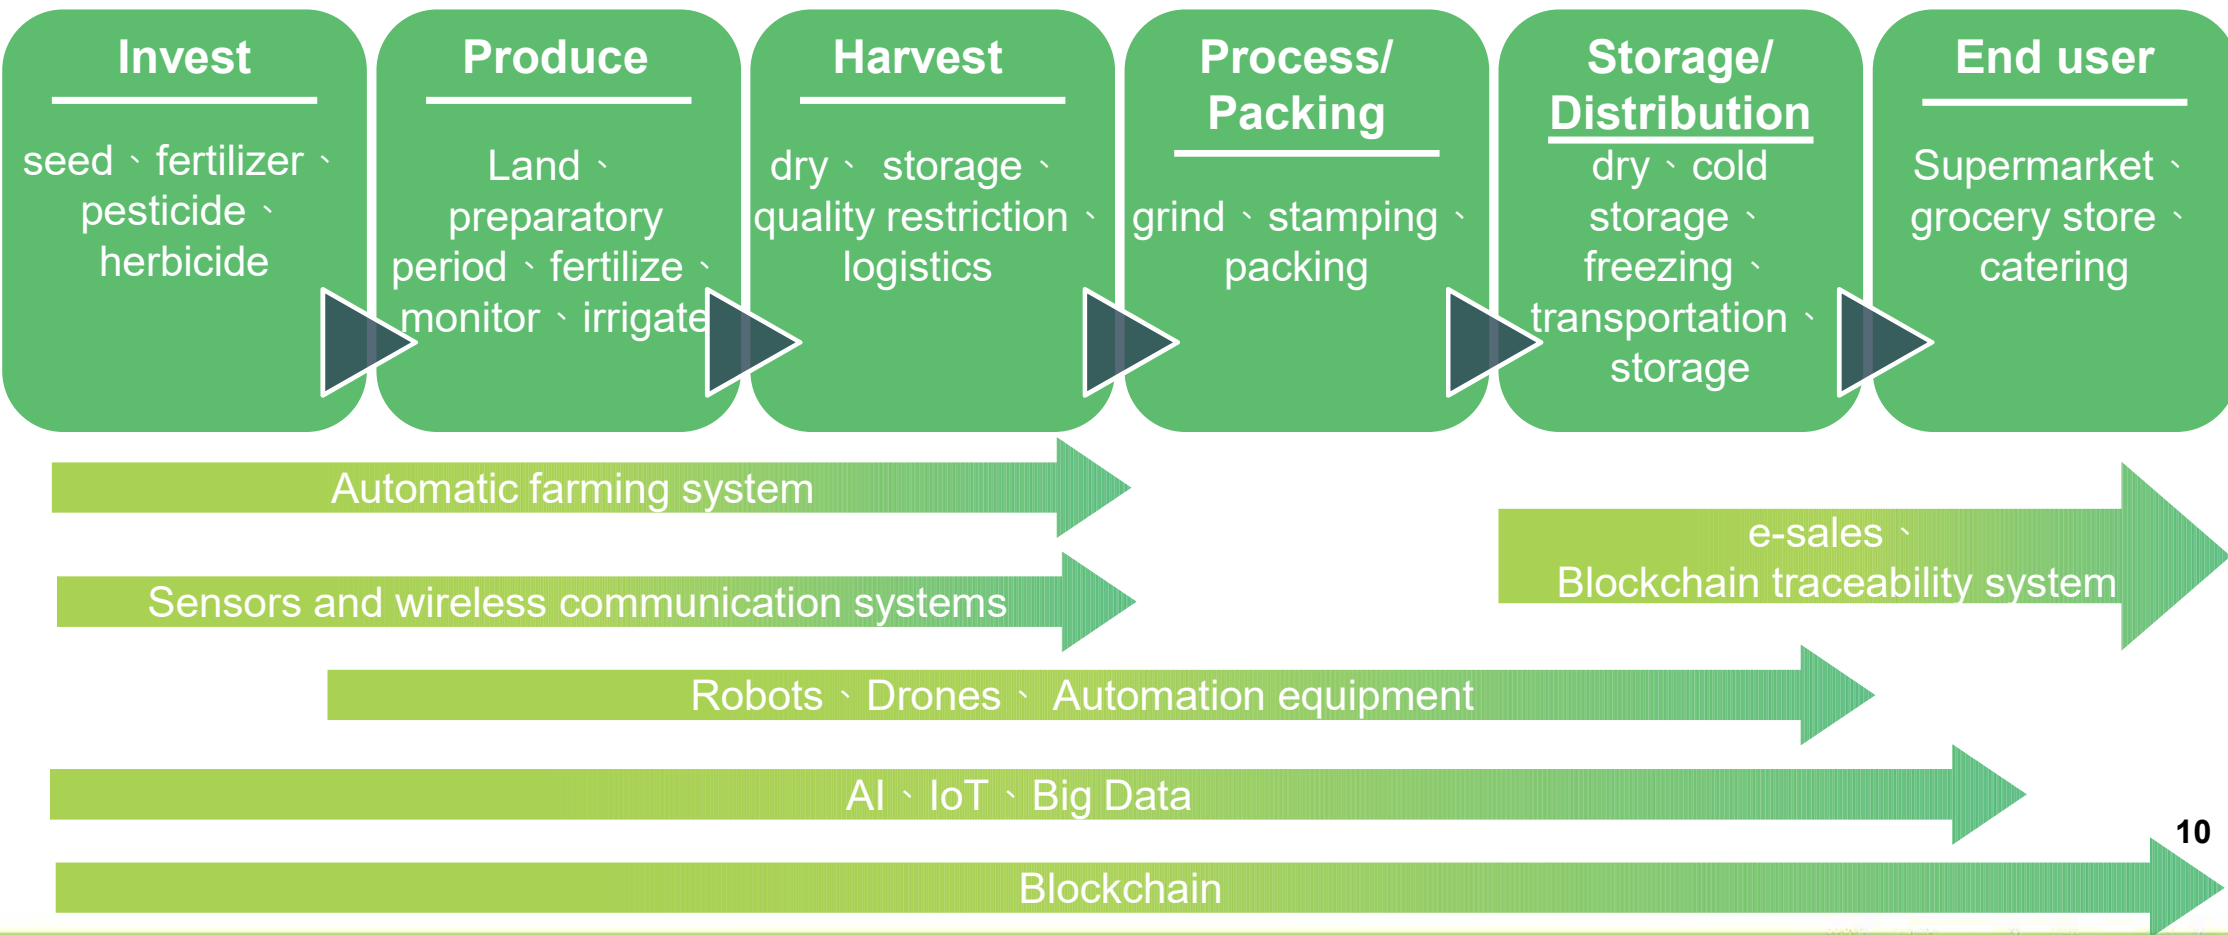 Invest
seed、fertilizer、
pesticide、
herbicide
Produce
Land、
preparatory
period、fertilize、
monitor、irrigate
Harvest
dry、 storage、
quality restriction、
logistics
Process/
Packing
grind、stamping、
packing
Storage/
Distribution
dry、cold
storage、
freezing、
transportation、
storage
End user
Supermarket、
grocery store、
catering
Automatic farming system
e-sales、
Blockchain traceability system
Sensors and wireless communication systems
Robots、Drones、 Automation equipment
AI、IoT、Big Data
10
Blockchain